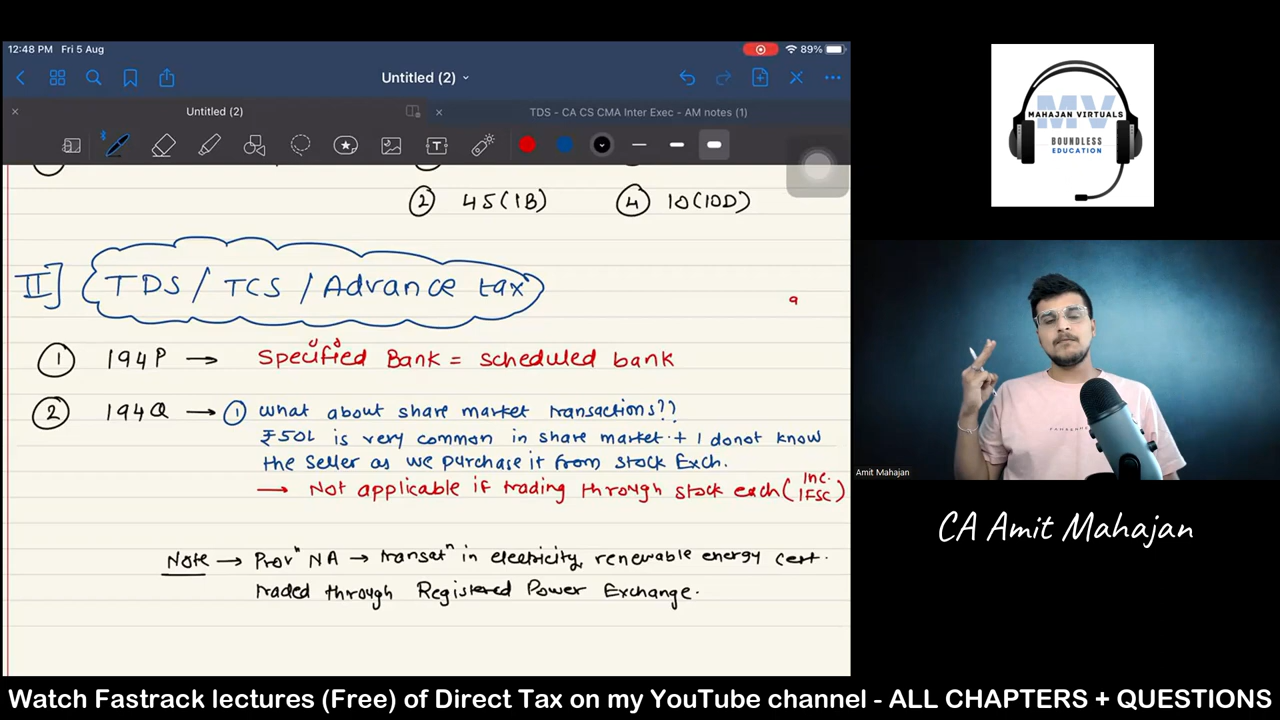 12:48 PM Fri 5 Aug
89%
Untitled (2)
Untitled (2)
TDS - CA CS CMA Inter Exec - AM notes (1)
② 45(1B) ④ 10(10D)
II] TDS / TCS / Advance tax
① 194P → Specified Bank = scheduled bank
② 194Q → ① what about share market transactions??
₹50L is very common in share market + I donot know
the Seller as we purchase it from stock Exch.
→ Not applicable if trading through stock exch (inc. IFSC)
Note → Provⁿ NA → transatⁿ in electricity, renewable energy cert.
traded through Registered Power Exchange.
MV
MAHAJAN VIRTUALS
BOUNDLESS
EDUCATION
Amit Mahajan
CA Amit Mahajan
Watch Fastrack lectures (Free) of Direct Tax on my YouTube channel - ALL CHAPTERS + QUESTIONS